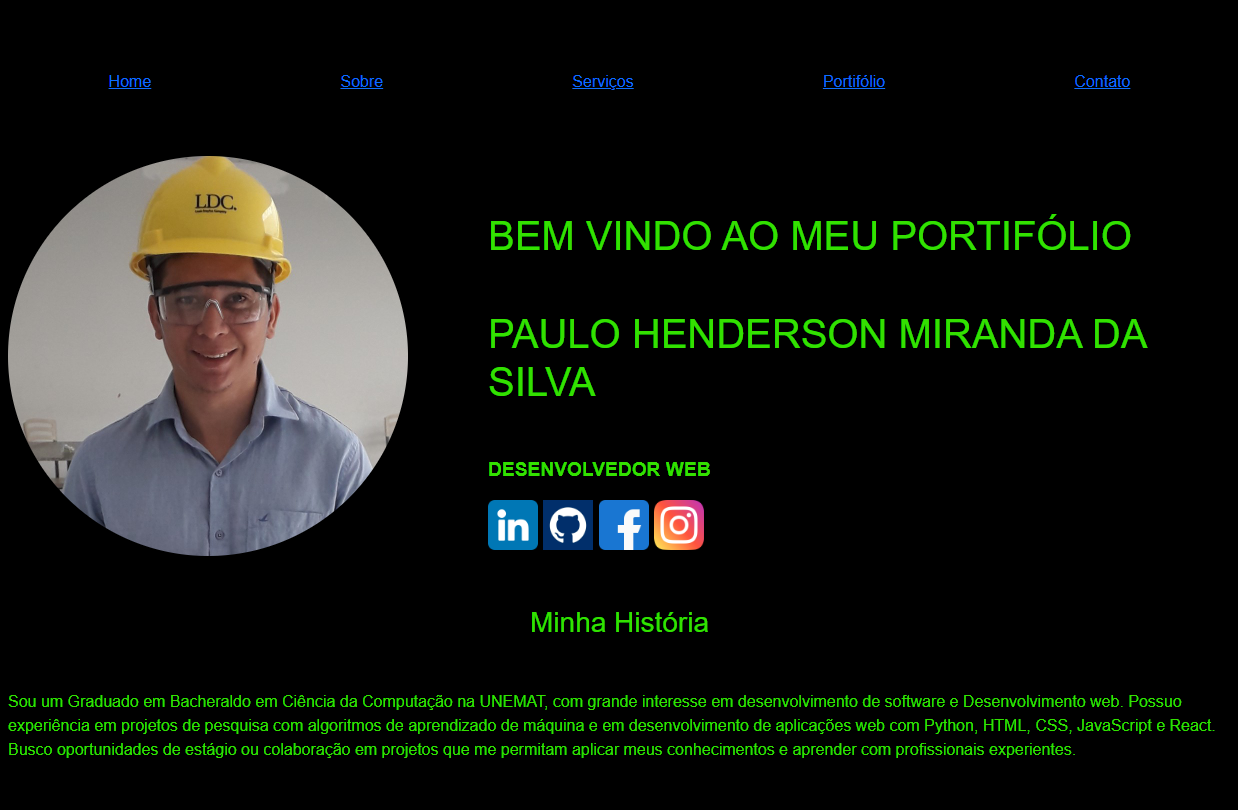 Home Sobre Serviços Portifólio Contato
LDC.
BEM VINDO AO MEU PORTIFÓLIO
PAULO HENDERSON MIRANDA DA
SILVA
DESENVOLVEDOR WEB
in f
Minha História
Sou um Graduado em Bacheraldo em Ciência da Computação na UNEMAT, com grande interesse em desenvolvimento de software e Desenvolvimento web. Possuo
experiência em projetos de pesquisa com algoritmos de aprendizado de máquina e em desenvolvimento de aplicações web com Python, HTML, CSS, JavaScript e React.
Busco oportunidades de estágio ou colaboração em projetos que me permitam aplicar meus conhecimentos e aprender com profissionais experientes.